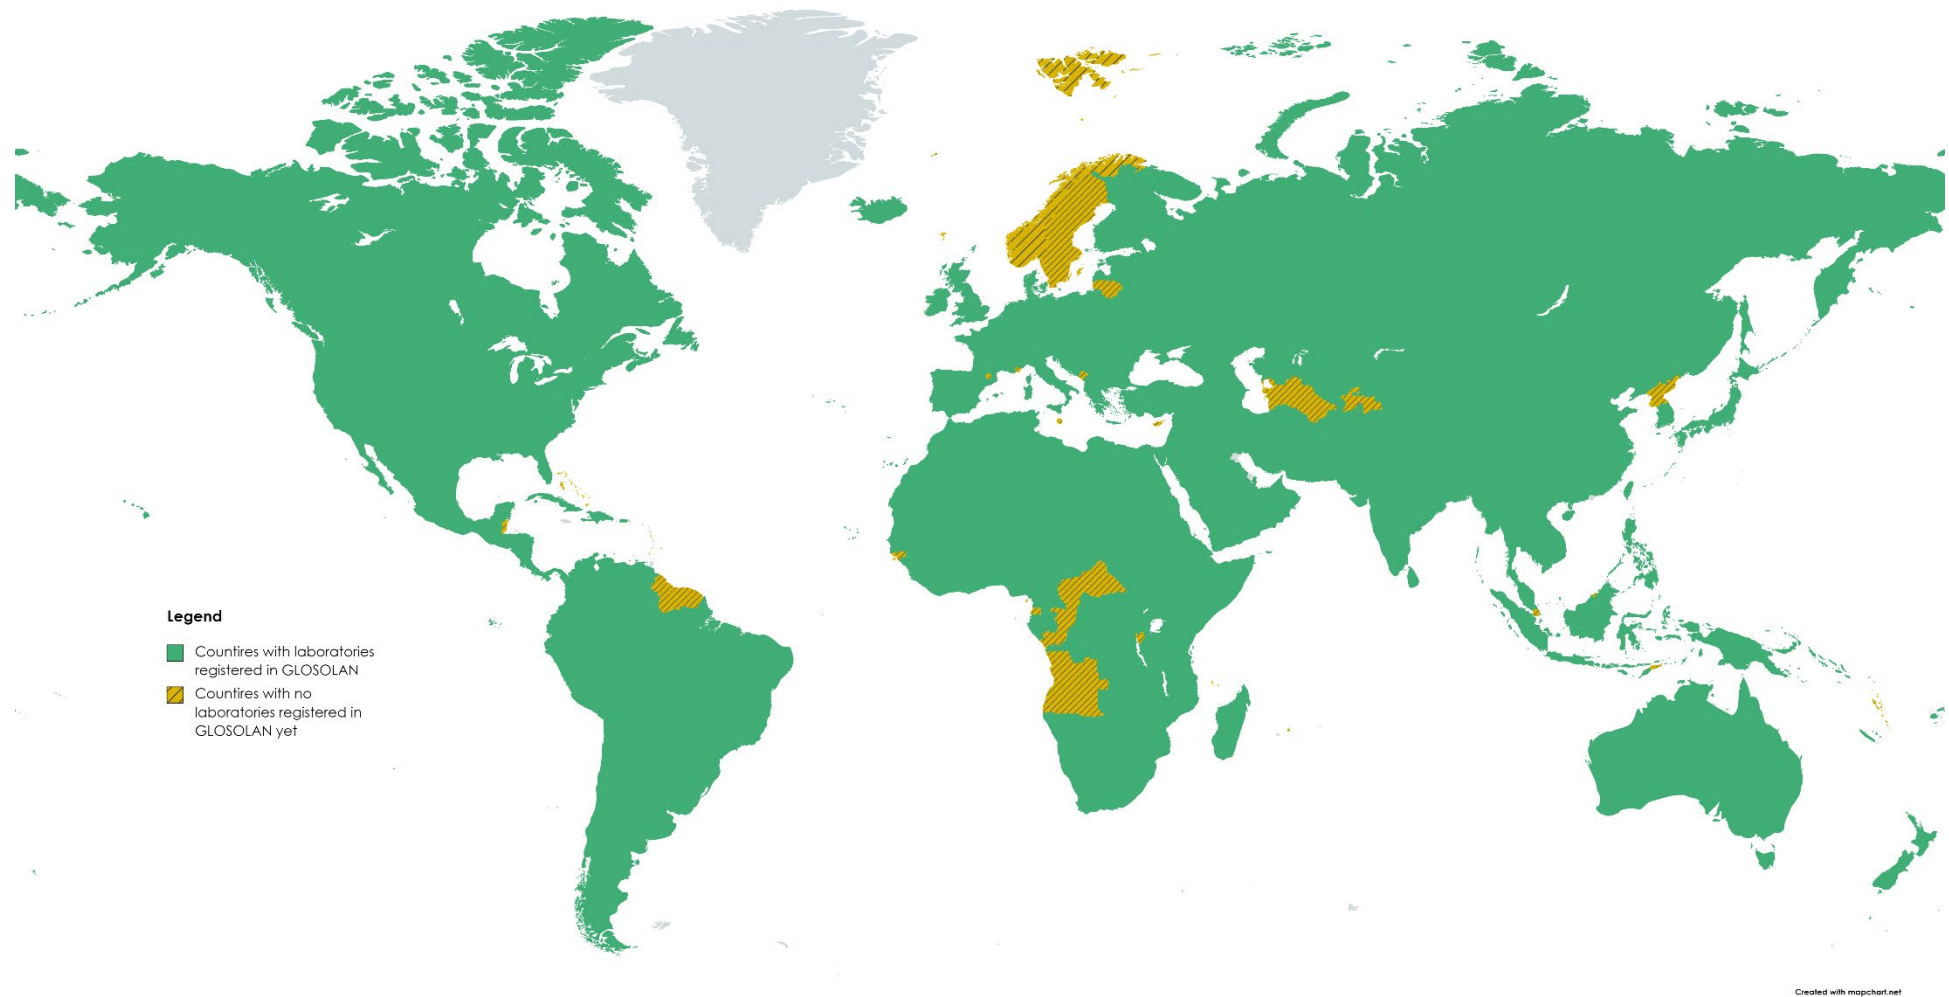 Legend
Countires with laboratories
registered in GLOSOLAN
Countires with no
laboratories registered in
GLOSOLAN yet
Created with mapchart.net